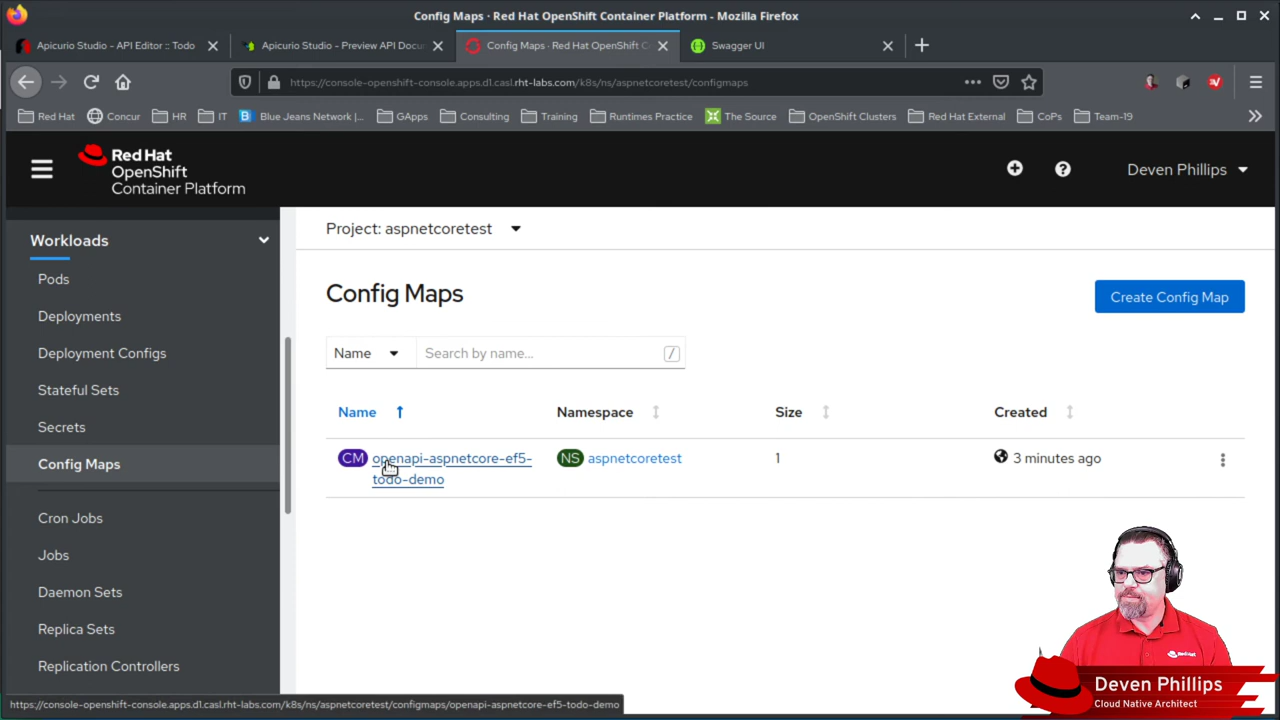 Config Maps · Red Hat OpenShift Container Platform - Mozilla Firefox
Apicurio Studio - API Editor :: Todo
Apicurio Studio - Preview API Docu
Config Maps · Red Hat OpenShift C
Swagger UI
https://console-openshift-console.apps.d1.casl.rht-labs.com/k8s/ns/aspnetcoretest/configmaps
Red Hat
Concur
HR
IT
Blue Jeans Network |...
GApps
Consulting
Training
Runtimes Practice
The Source
OpenShift Clusters
Red Hat External
CoPs
Team-19
Red Hat
OpenShift
Container Platform
Deven Phillips
Workloads
Pods
Deployments
Deployment Configs
Stateful Sets
Secrets
Config Maps
Cron Jobs
Jobs
Daemon Sets
Replica Sets
Replication Controllers
Project: aspnetcoretest
Config Maps
Create Config Map
Name
Search by name...
/
Name
Namespace
Size
Created
CM
openapi-aspnetcore-ef5-
todo-demo
NS
aspnetcoretest
1
3 minutes ago
Red Hat
Deven Phillips
Cloud Native Architect
https://console-openshift-console.apps.d1.casl.rht-labs.com/k8s/ns/aspnetcoretest/configmaps/openapi-aspnetcore-ef5-todo-demo